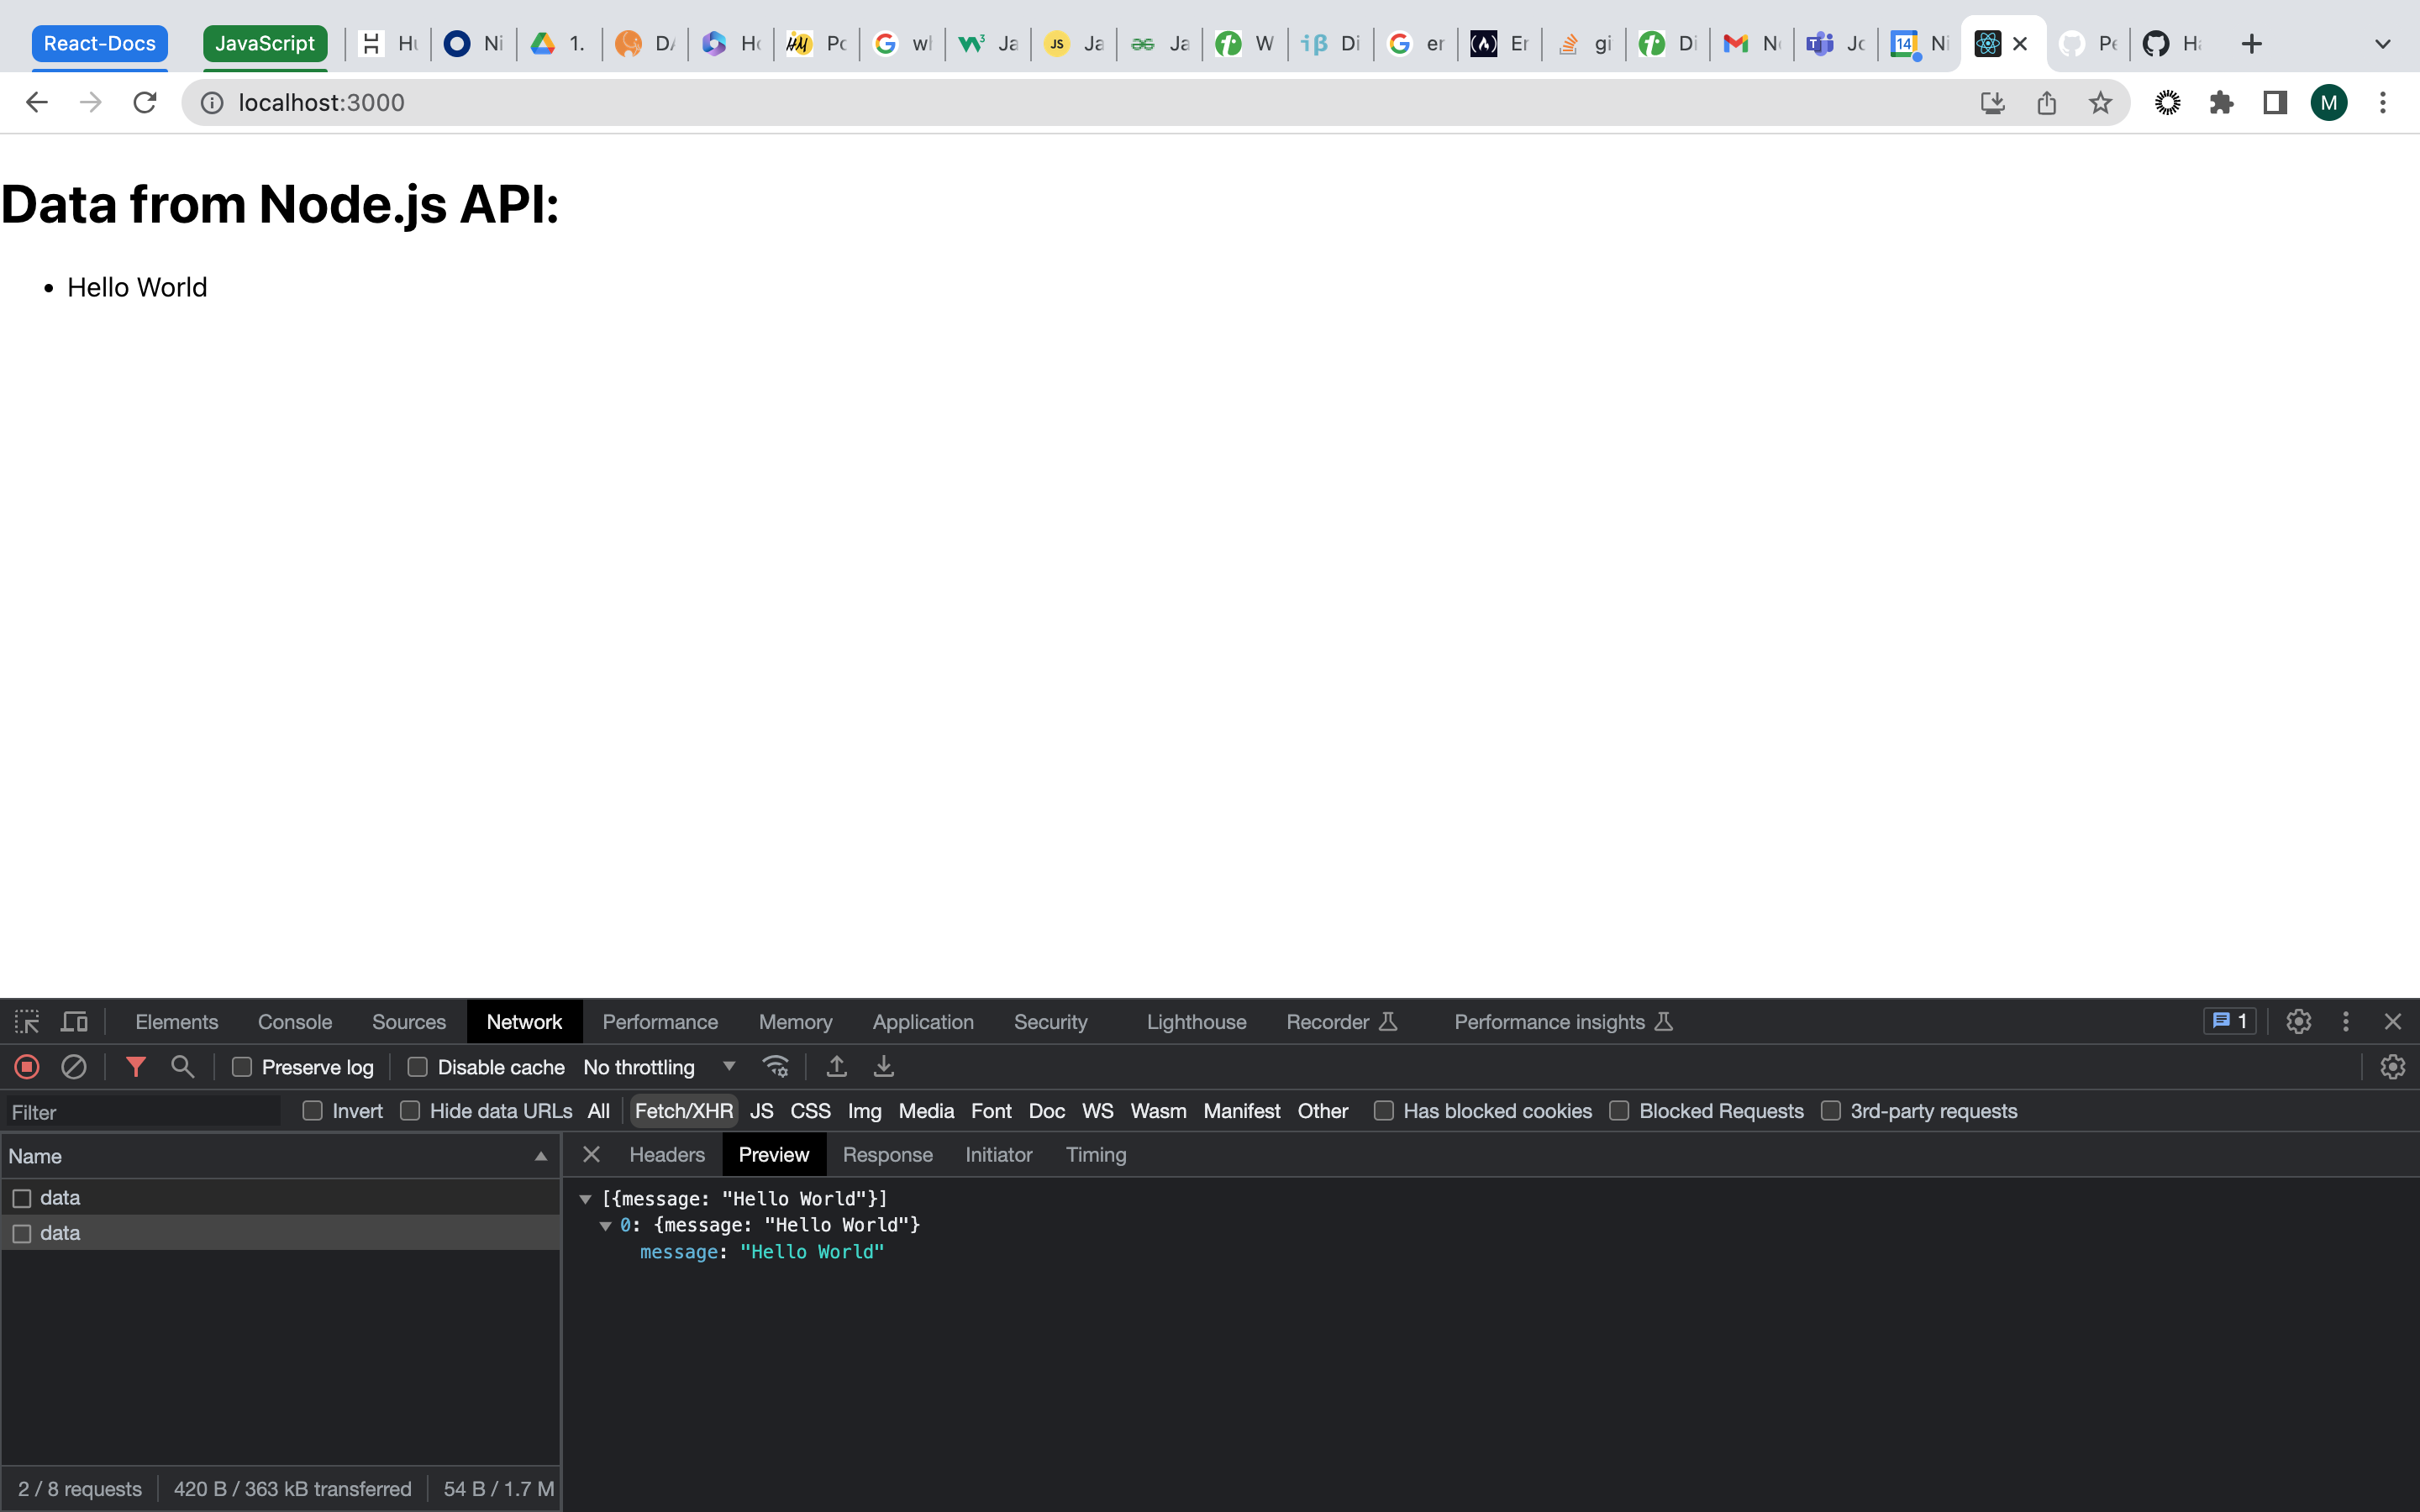 React-Docs JavaScript Hu Ni 1. D/ Ho Po wl Ja Ja Ja W Di er Er gi Di N Jo Ni Pe Ha
localhost:3000 M
Data from Node.js API:
• Hello World
Elements Console Sources Network Performance Memory Application Security Lighthouse Recorder Performance insights 1
Preserve log Disable cache No throttling
Filter Invert Hide data URLs All Fetch/XHR JS CSS Img Media Font Doc WS Wasm Manifest Other Has blocked cookies Blocked Requests 3rd-party requests
Name Headers Preview Response Initiator Timing
data
data
[{message: "Hello World"}]
0: {message: "Hello World"}
message: "Hello World"
2 / 8 requests 420 B / 363 kB transferred 54 B / 1.7 M